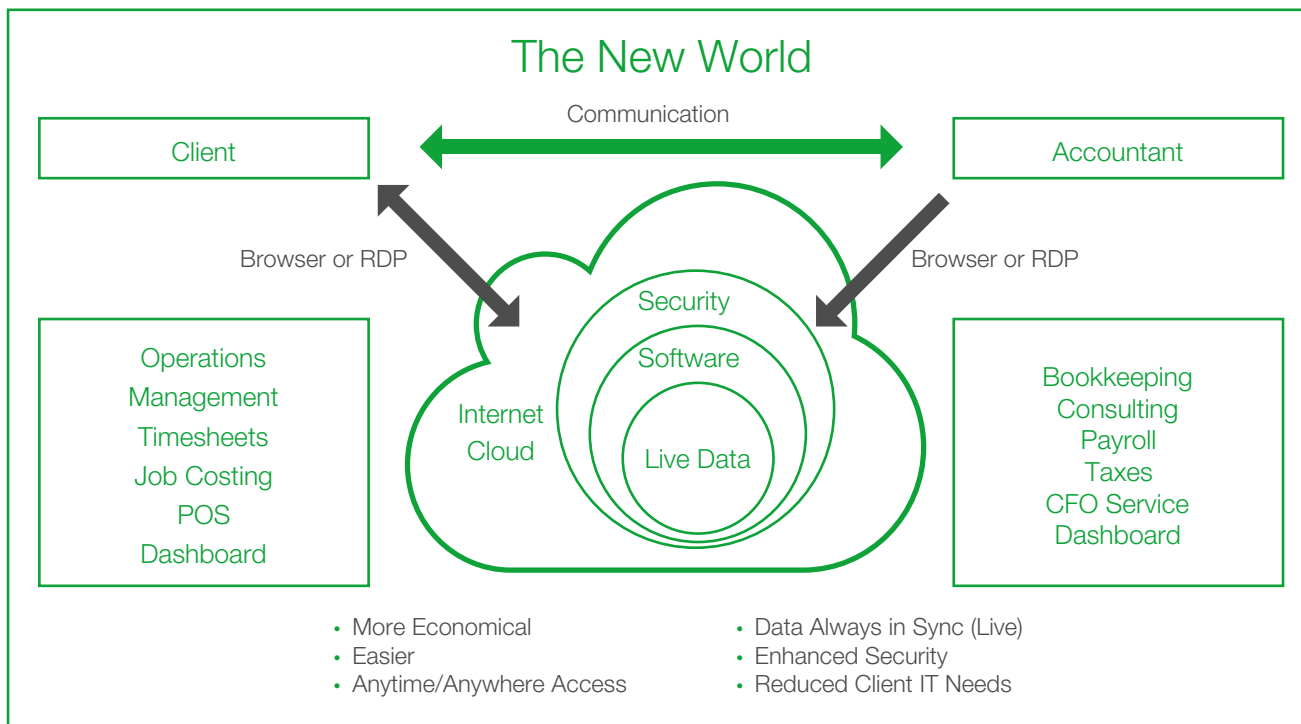 The New World
Communication
Client
Accountant
Browser or RDP
Browser or RDP
Security
Software
Live Data
Internet
Cloud
Operations
Management
Timesheets
Job Costing
POS
Dashboard
Bookkeeping
Consulting
Payroll
Taxes
CFO Service
Dashboard
• More Economical
• Easier
• Anytime/Anywhere Access
• Data Always in Sync (Live)
• Enhanced Security
• Reduced Client IT Needs